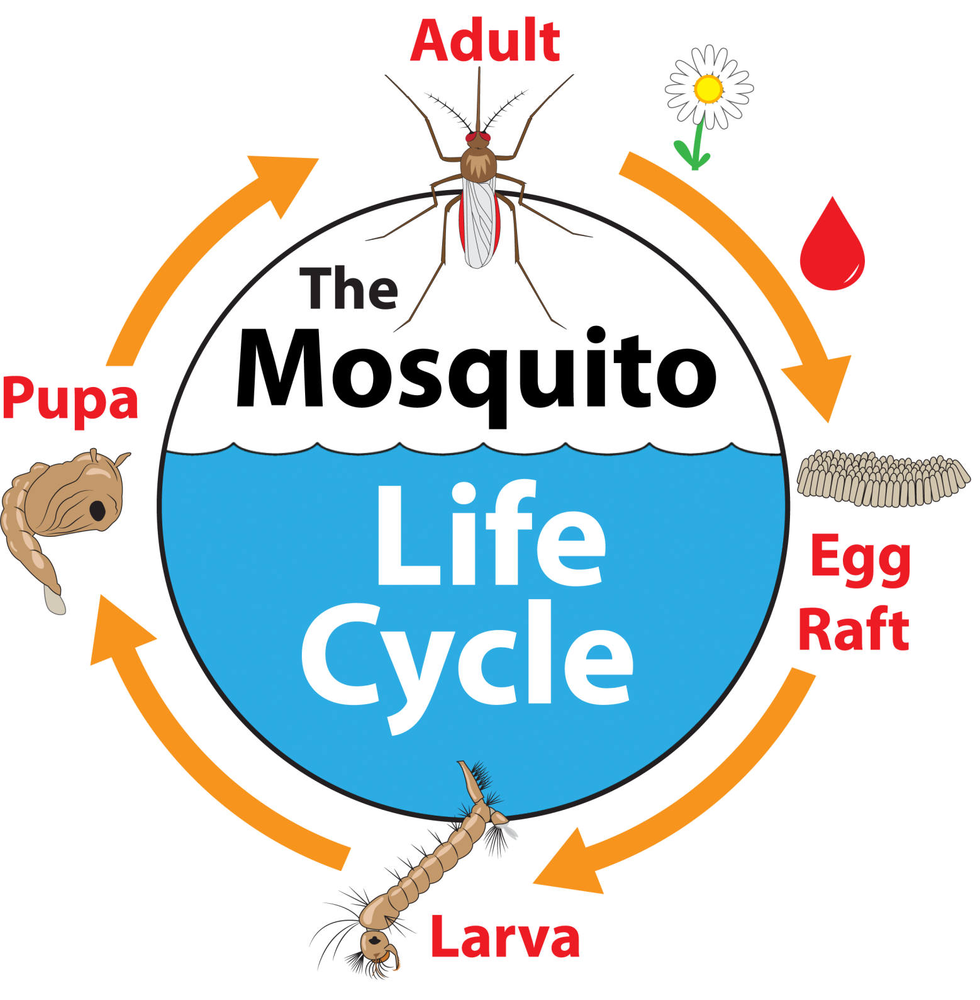 Adult
The
Mosquito
Life
Cycle
Pupa
Egg
Raft
Larva